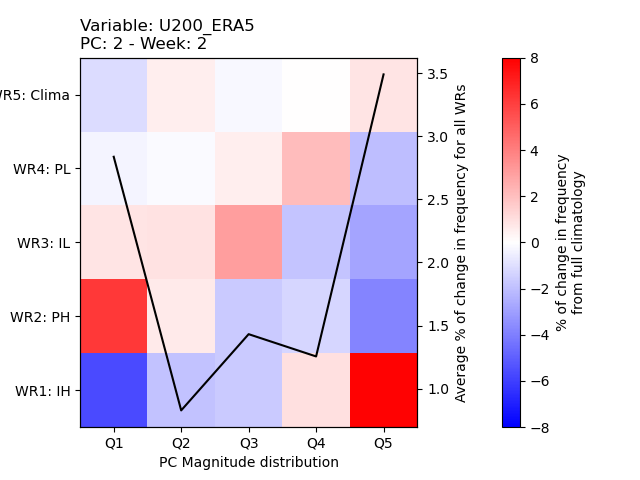 Variable: U200_ERA5
PC: 2 - Week: 2
WR5: Clima
WR4: PL
WR3: IL
WR2: PH
WR1: IH
Q1 Q2 Q3 Q4 Q5
PC Magnitude distribution
3.5
3.0
2.5
2.0
1.5
1.0
Average % of change in frequency for all WRs
8
6
4
2
0
−2
−4
−6
−8
% of change in frequency
from full climatology